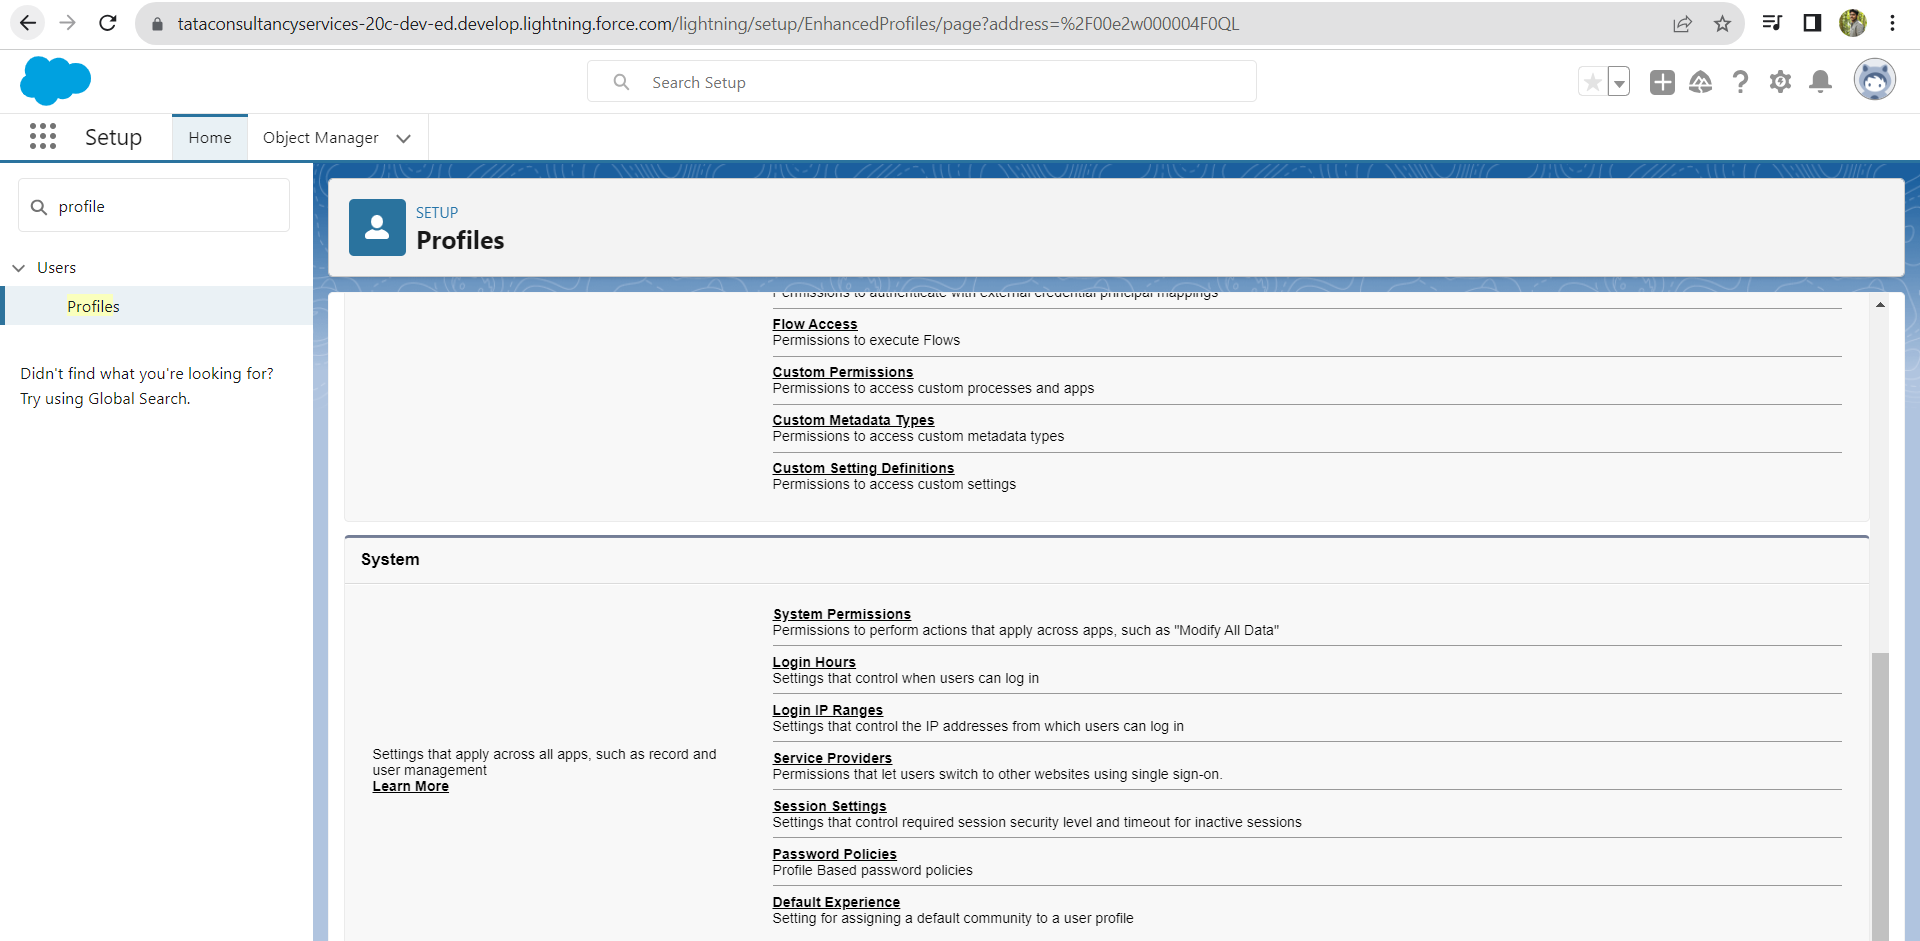 tataconsultancyservices-20c-dev-ed.develop.lightning.force.com/lightning/setup/EnhancedProfiles/page?address=%2F00e2w000004F0QL
Search Setup
Setup
Home
Object Manager
profile
Users
Profiles
Didn't find what you're looking for?
Try using Global Search.
SETUP
Profiles
Permissions to authenticate with external credential principal mappings
Flow Access
Permissions to execute Flows
Custom Permissions
Permissions to access custom processes and apps
Custom Metadata Types
Permissions to access custom metadata types
Custom Setting Definitions
Permissions to access custom settings
System
Settings that apply across all apps, such as record and
user management
Learn More
System Permissions
Permissions to perform actions that apply across apps, such as "Modify All Data"
Login Hours
Settings that control when users can log in
Login IP Ranges
Settings that control the IP addresses from which users can log in
Service Providers
Permissions that let users switch to other websites using single sign-on.
Session Settings
Settings that control required session security level and timeout for inactive sessions
Password Policies
Profile Based password policies
Default Experience
Setting for assigning a default community to a user profile